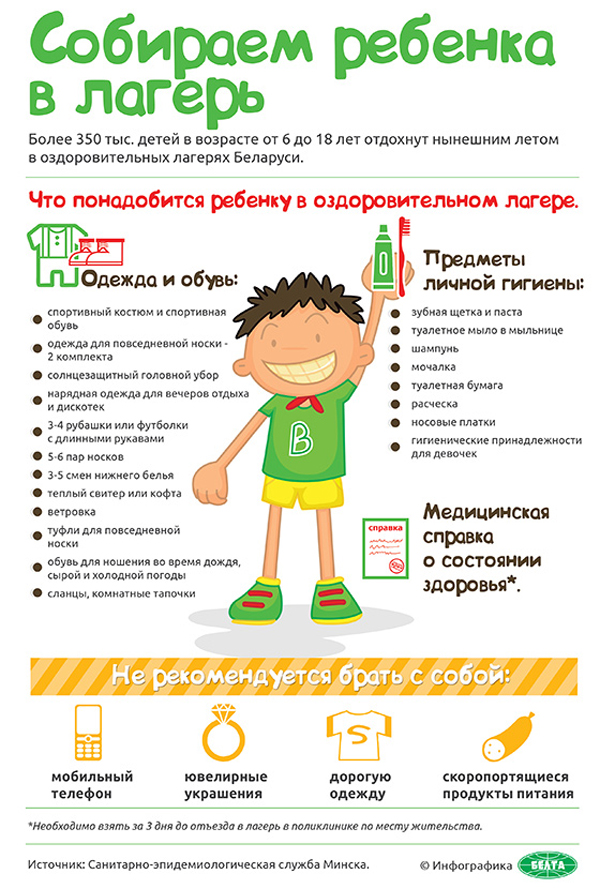 Собираем ребенка
в лагерь
Более 350 тыс. детей в возрасте от 6 до 18 лет отдохнут нынешним летом
в оздоровительных лагерях Беларуси.
Что понадобится ребенку в оздоровительном лагере.
Одежда и обувь:
спортивный костюм и спортивная
обувь
одежда для повседневной носки -
2 комплекта
солнцезащитный головной убор
нарядная одежда для вечеров отдыха
и дискотек
3-4 рубашки или футболки
с длинными рукавами
5-6 пар носков
3-5 смен нижнего белья
теплый свитер или кофта
ветровка
туфли для повседневной
носки
обувь для ношения во время дождя,
сырой и холодной погоды
сланцы, комнатные тапочки
В
Предметы
личной гигиены:
зубная щетка и паста
туалетное мыло в мыльнице
шампунь
мочалка
туалетная бумага
расческа
носовые платки
гигиенические принадлежности
для девочек
справка
Медицинская
справка
о состоянии
здоровья*.
Не рекомендуется брать с собой:
S
мобильный
телефон
ювелирные
украшения
дорогую
одежду
скоропортящиеся
продукты питания
*Необходимо взять за 3 дня до отъезда в лагерь в поликлинике по месту жительства.
Источник: Санитарно-эпидемиологическая служба Минска.
© Инфографика
БЕЛТА